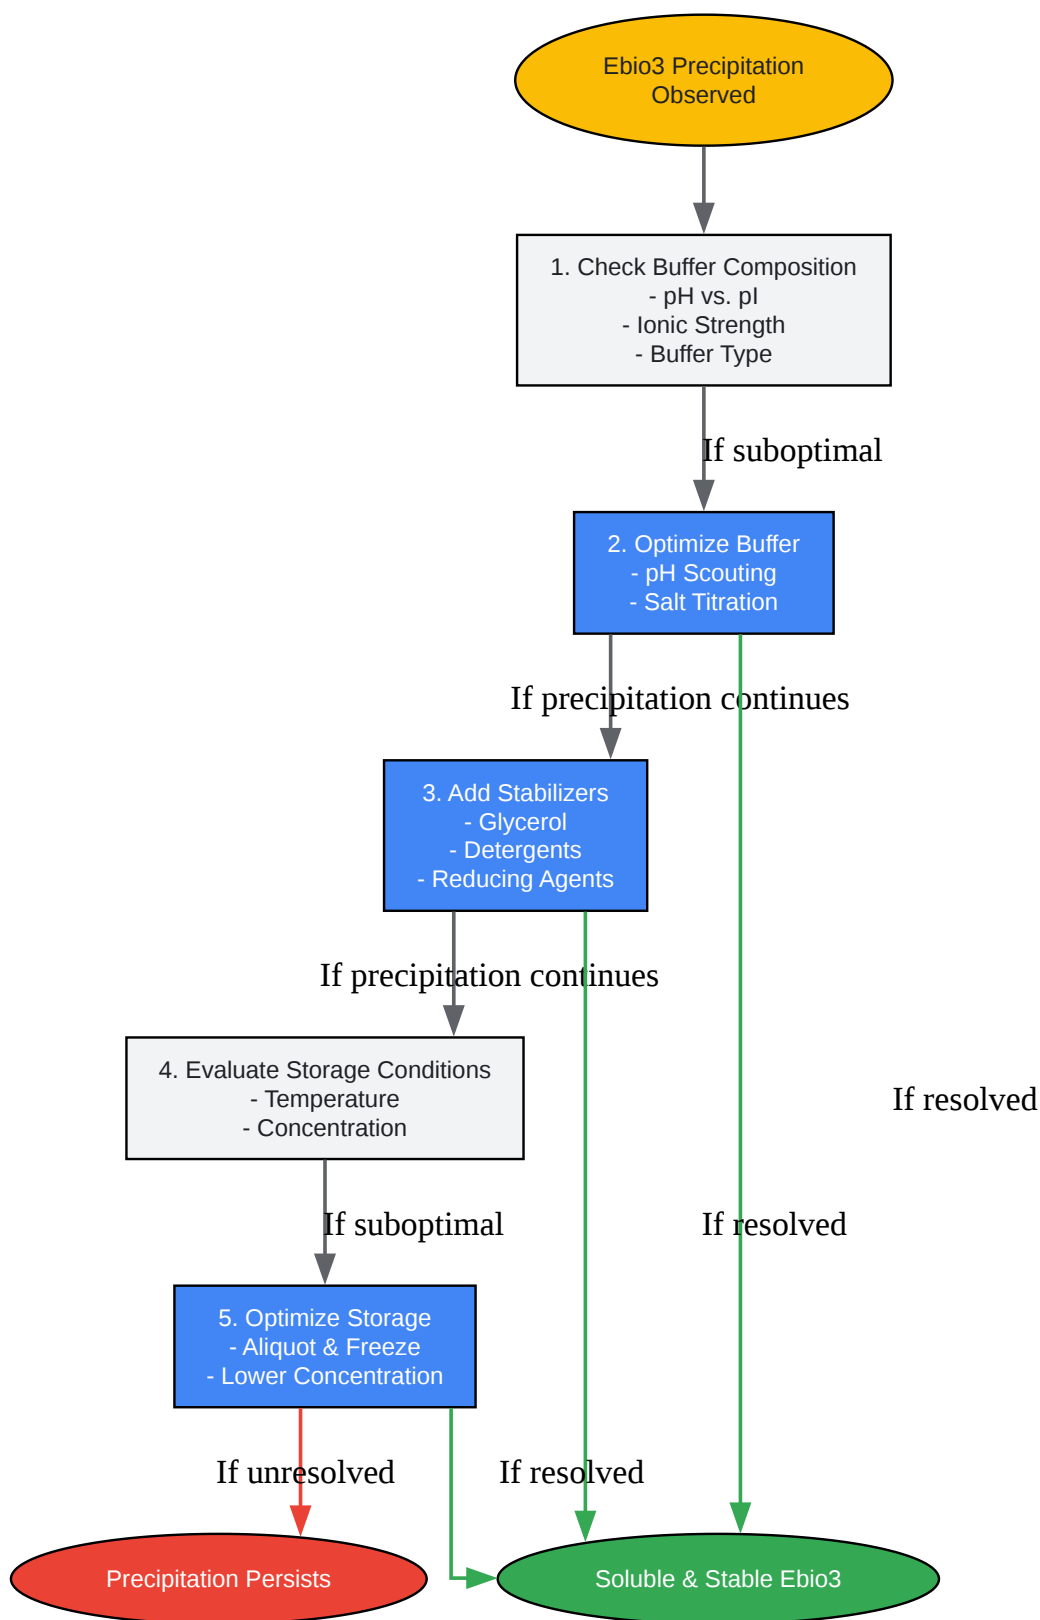 Ebio3 Precipitation
Observed
1. Check Buffer Composition
- pH vs. pI
- Ionic Strength
- Buffer Type
If suboptimal
2. Optimize Buffer
- pH Scouting
- Salt Titration
If precipitation continues
3. Add Stabilizers
- Glycerol
- Detergents
- Reducing Agents
If precipitation continues
4. Evaluate Storage Conditions
- Temperature
- Concentration
If resolved
If suboptimal
If resolved
5. Optimize Storage
- Aliquot & Freeze
- Lower Concentration
If unresolved
If resolved
Precipitation Persists
Soluble & Stable Ebio3